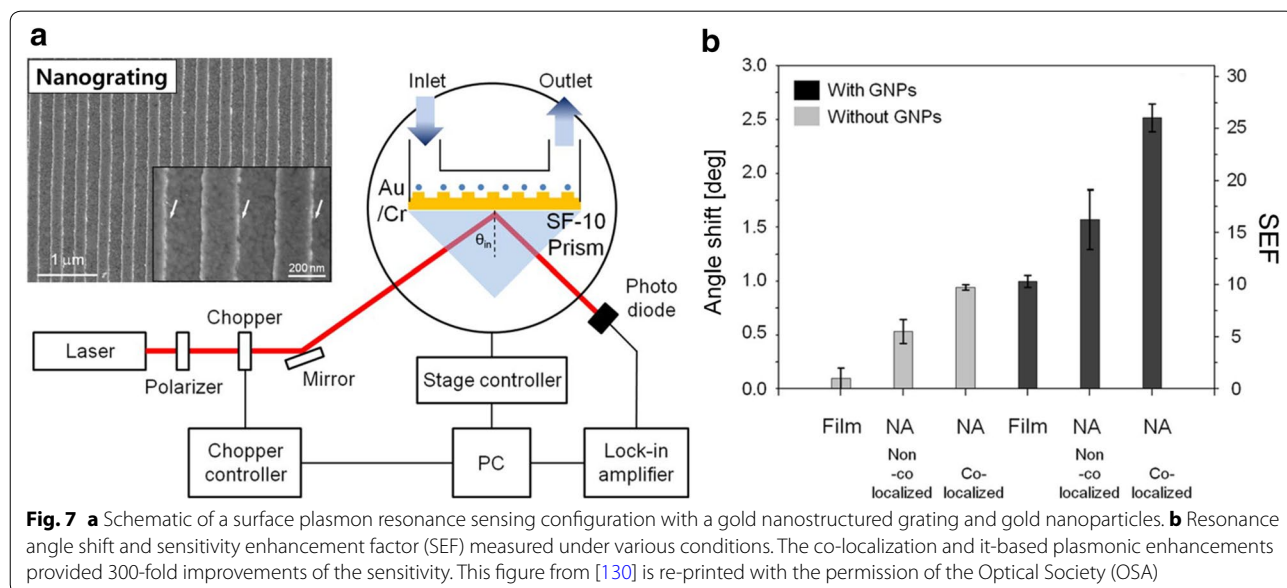 a
Nanograting
1 μm
200 nm
Inlet
Outlet
Au
/Cr
θin
SF-10
Prism
Photo
diode
Chopper
Laser
Polarizer
Mirror
Stage controller
Chopper
controller
PC
Lock-in
amplifier
b
With GNPs
Without GNPs
Angle shift [deg]
3.0
2.5
2.0
1.5
1.0
0.5
0.0
SEF
30
25
20
15
10
5
0
Film
NA
NA
Film
NA
NA
Non
-co
localized
Co-
localized
Non
-co
localized
Co-
localized
Fig. 7 a Schematic of a surface plasmon resonance sensing configuration with a gold nanostructured grating and gold nanoparticles. b Resonance
angle shift and sensitivity enhancement factor (SEF) measured under various conditions. The co-localization and it-based plasmonic enhancements
provided 300-fold improvements of the sensitivity. This figure from [130] is re-printed with the permission of the Optical Society (OSA)